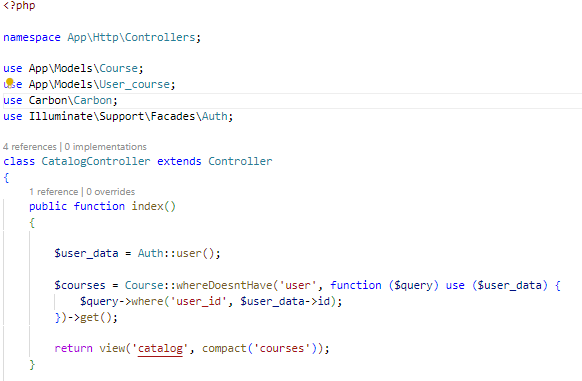 <?php
namespace App\Http\Controllers;
use App\Models\Course;
use App\Models\User_course;
use Carbon\Carbon;
use Illuminate\Support\Facades\Auth;
4 references | 0 implementations
class CatalogController extends Controller
{
1 reference | 0 overrides
public function index()
{
$user_data = Auth::user();
$courses = Course::whereDoesntHave('user', function ($query) use ($user_data) {
$query->where('user_id', $user_data->id);
})->get();
return view('catalog', compact('courses'));
}